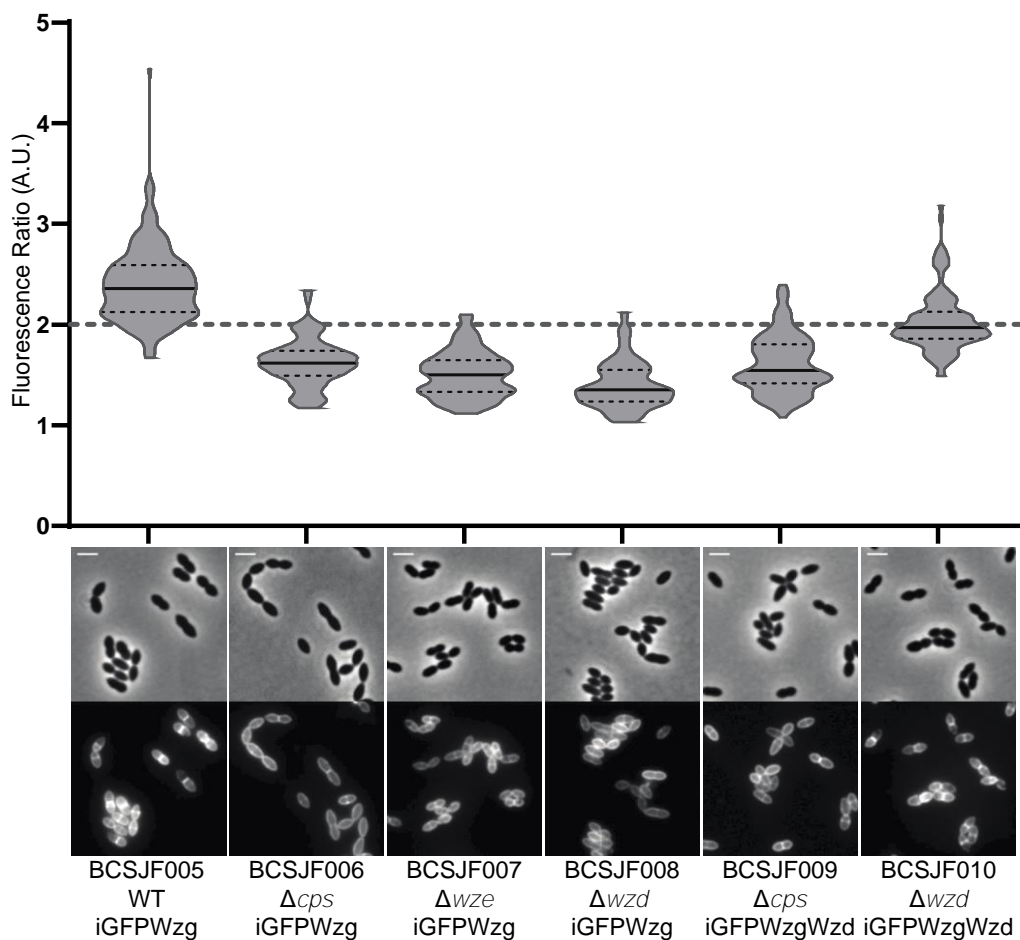 5
4
3
2
1
0
Fluorescence Ratio (A.U.)
BCSJF005 BCSJF006 BCSJF007 BCSJF008 BCSJF009 BCSJF010
WT Δcps Δwze Δwzd Δcps Δwzd
iGFPWzg iGFPWzg iGFPWzg iGFPWzg iGFPWzgWzd iGFPWzgWzd